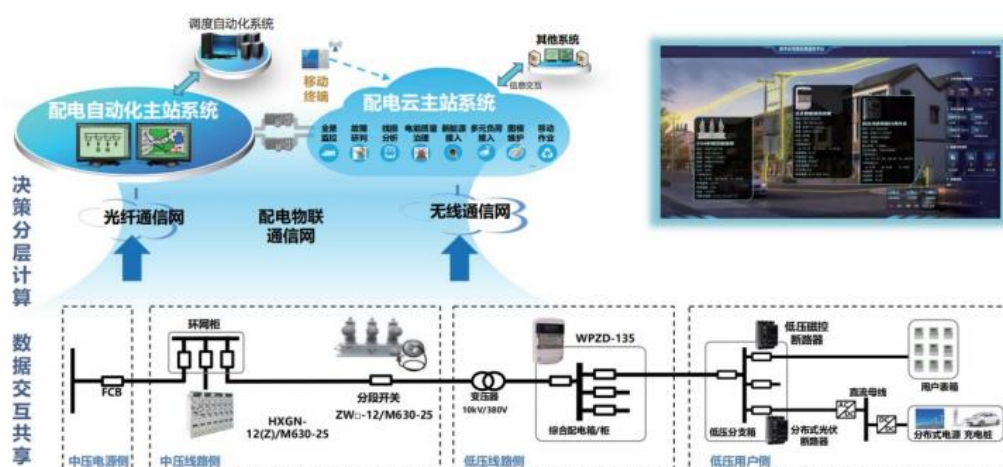 调度自动化系统
移动
终端
其他系统
信息交互
配电自动化主站系统
配电云主站系统
全景
监控
故障
研判
线损
分析
电能质量
治理
新能源
接入
多元负荷
接入
图模
维护
移动
作业
光纤通信网
配电物联
通信网
无线通信网
决策分层计算 数据交互共享
环网柜
FCB
HXGN-
12(Z)/M630-25
分段开关
ZW□-12/M630-25
变压器
10kV/380V
WPZD-135
综合配电箱/柜
低压磁控
断路器
低压分支箱
分布式光伏
断路器
AC
DC
直流母线
DC
DC
用户表箱
分布式电源 充电桩
中压电源侧
中压线路侧
低压线路侧
低压用户侧